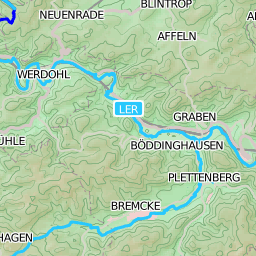 BLINTROP
NEUENRADE
AFFELN
WERDOHL
LER
GRABEN
BÖDDINGHAUSEN
PLETTENBERG
BREMCKE
HAGEN